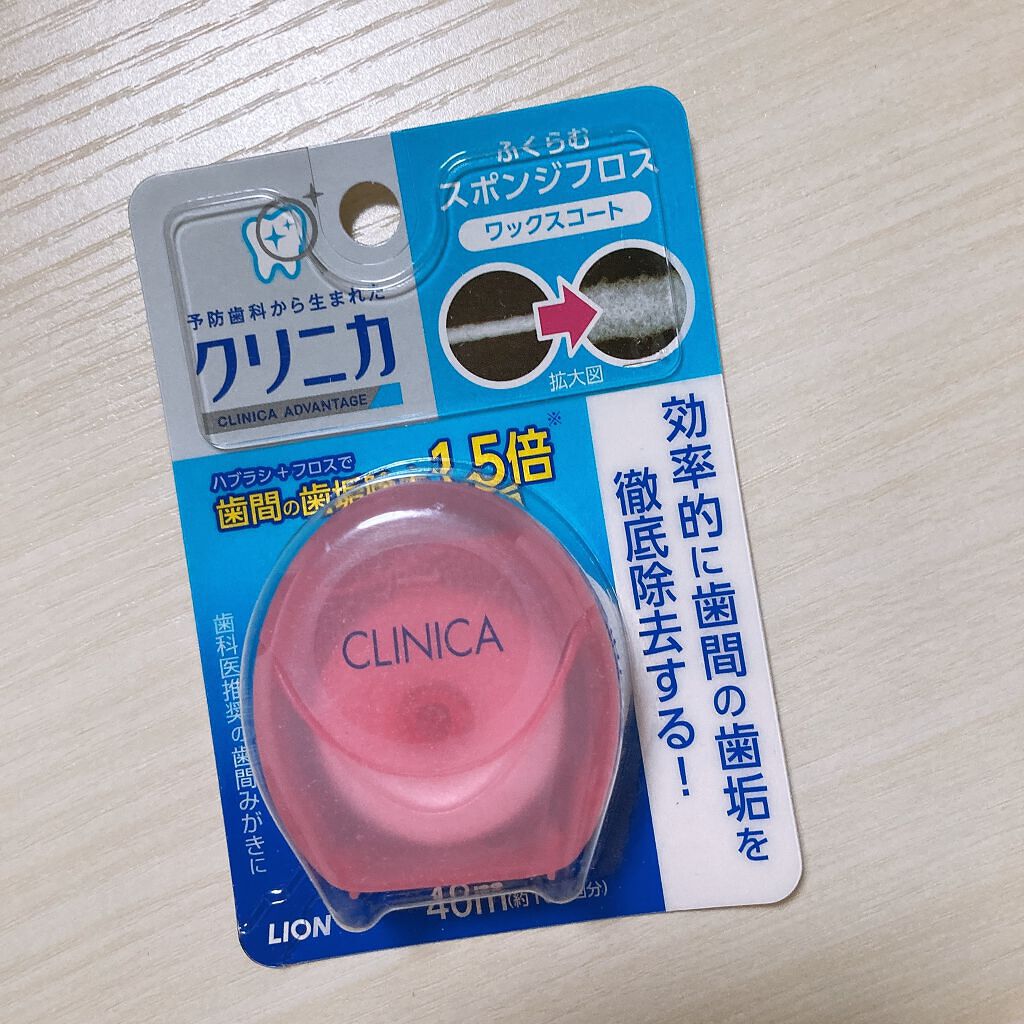 ふくらむ
スポンジフロス
ワックスコート
拡大図
予防歯科から生まれた
クリニカ
CLINICA ADVANTAGE
ハブラシ+フロスで
歯間の歯垢 1.5倍※
効率的に歯間の歯垢を
徹底除去する!
CLINICA
歯科医推奨の歯間みがきに
40m
LION